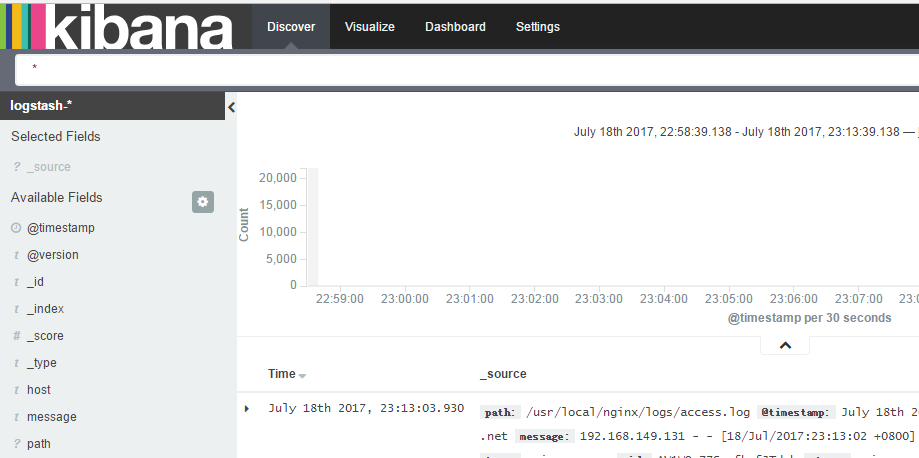 kibana
Discover Visualize Dashboard Settings
*
logstash-*
Selected Fields
? _source
Available Fields
@timestamp
t @version
t _id
t _index
# _score
t _type
t host
t message
t path
July 18th 2017, 22:58:39.138 - July 18th 2017, 23:13:39.138 —
Count
20,000
15,000
10,000
5,000
0
22:59:00 23:00:00 23:01:00 23:02:00 23:03:00 23:04:00 23:05:00 23:06:00 23:07:00
@timestamp per 30 seconds
Time _source
July 18th 2017, 23:13:03.930 path: /usr/local/nginx/logs/access.log @timestamp: July 18th
.net message: 192.168.149.131 - - [18/Jul/2017:23:13:02 +0800]